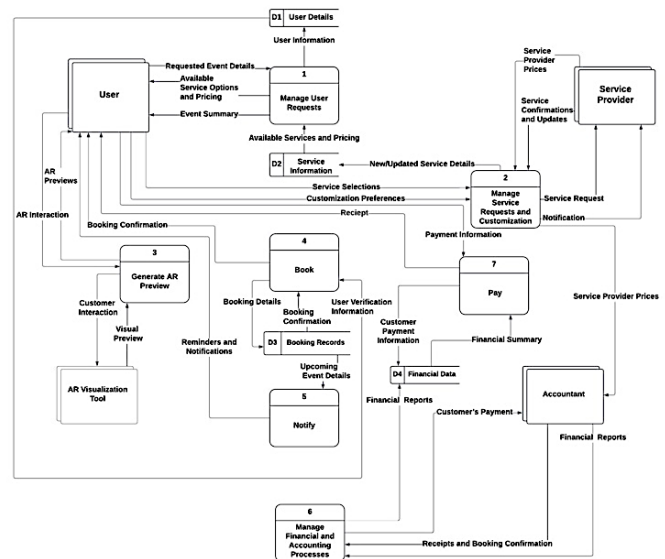 D1 User Details
User Information
Requested Event Details
Available
Service Options
and Pricing
Event Summary
User
1
Manage User
Requests
Service
Provider
Prices
Service
Confirmations
and Updates
Service
Provider
Available Services and Pricing
D2 Service
Information
New/Updated Service Details
2
Manage
Service
Requests and
Customization
Service Request
Notification
AR
Previews
AR Interaction
Service Selections
Customization Preferences
Reciept
Booking Confirmation
Payment Information
3
Generate AR
Preview
4
Book
7
Pay
Customer
Interaction
Visual
Preview
Booking Details
Booking
Confirmation
User Verification
Information
Service Provider Prices
Customer
Payment
Information
Financial Summary
Reminders and
Notifications
D3 Booking Records
Upcoming
Event Details
D4 Financial Data
AR Visualization
Tool
5
Notify
Financial Reports
Customer's Payment
Accountant
Financial Reports
6
Manage
Financial and
Accounting
Processes
Receipts and Booking Confirmation